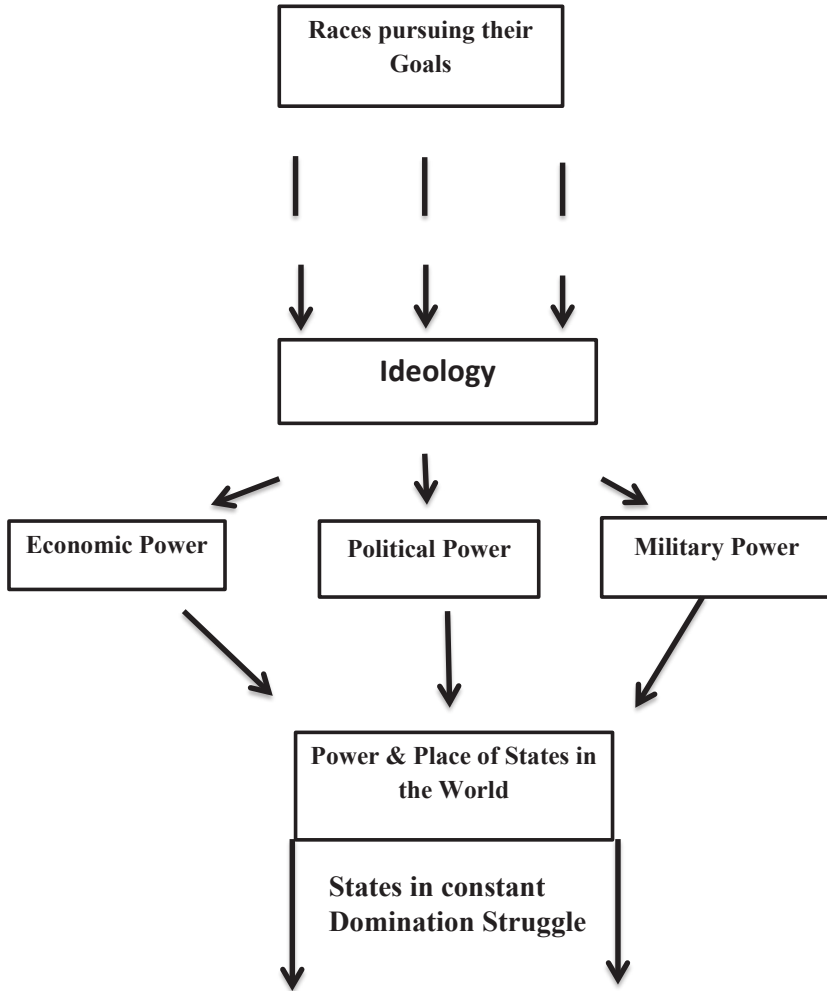 Races pursuing their
Goals
Ideology
Economic Power
Political Power
Military Power
Power & Place of States in
the World
States in constant
Domination Struggle